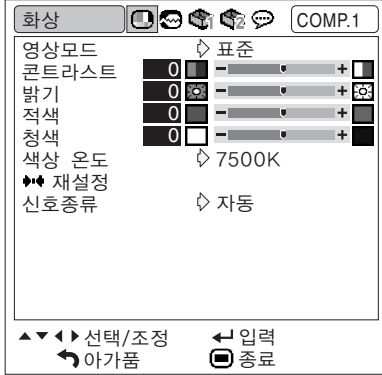 화상 COMP.1
영상모드 표준
콘트라스트 0 - +
밝기 0 - +
적색 0 - +
청색 0 - +
색상 온도 7500K
재설정
신호종류 자동
선택/조정 입력
아가품 종료